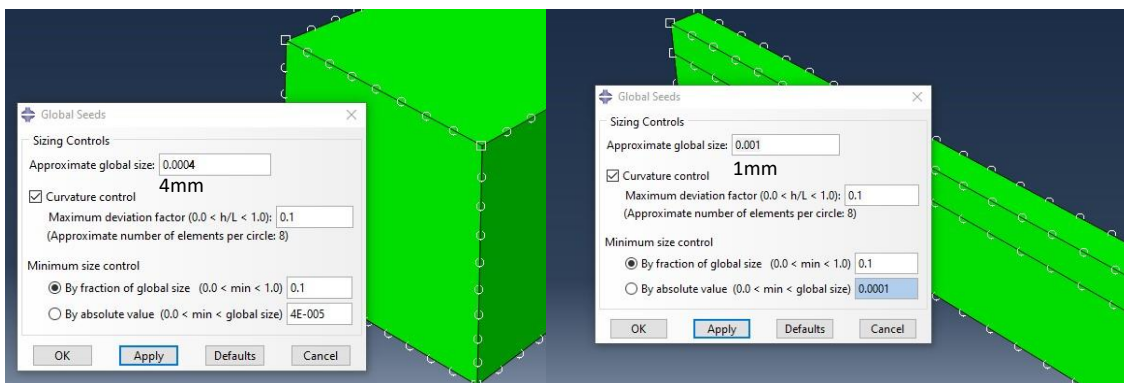 Global Seeds
Sizing Controls
Approximate global size: 0.0004
4mm
Curvature control
Maximum deviation factor (0.0 < h/L < 1.0): 0.1
(Approximate number of elements per circle: 8)
Minimum size control
By fraction of global size (0.0 < min < 1.0) 0.1
By absolute value (0.0 < min < global size) 4E-005
OK Apply Defaults Cancel
Global Seeds
Sizing Controls
Approximate global size: 0.001
1mm
Curvature control
Maximum deviation factor (0.0 < h/L < 1.0): 0.1
(Approximate number of elements per circle: 8)
Minimum size control
By fraction of global size (0.0 < min < 1.0) 0.1
By absolute value (0.0 < min < global size) 0.0001
OK Apply Defaults Cancel